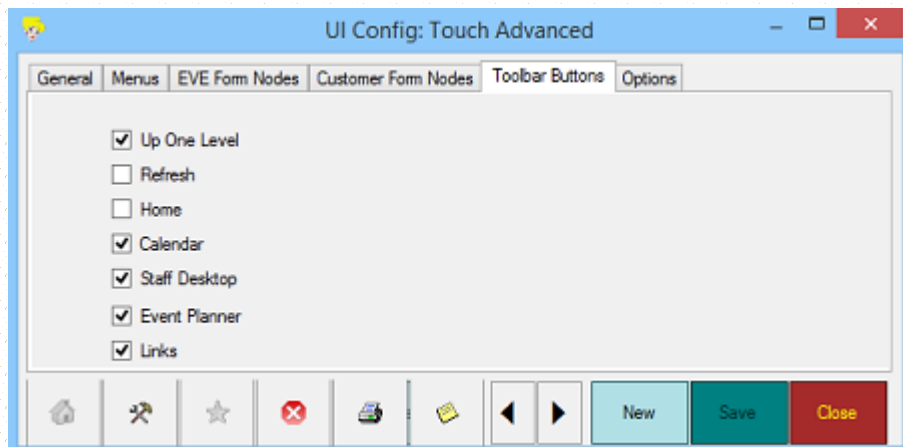 UI Config: Touch Advanced
General Menus EVE Form Nodes Customer Form Nodes Toolbar Buttons Options
Up One Level
Refresh
Home
Calendar
Staff Desktop
Event Planner
Links
New Save Close